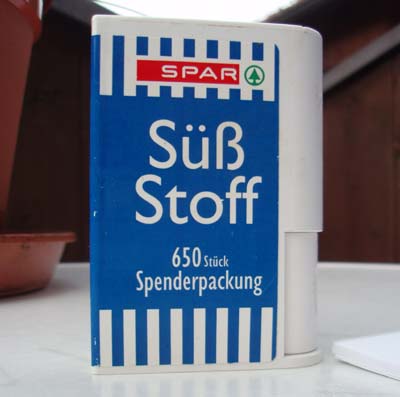 SPAR
Süß
Stoff
650 Stück
Spenderpackung